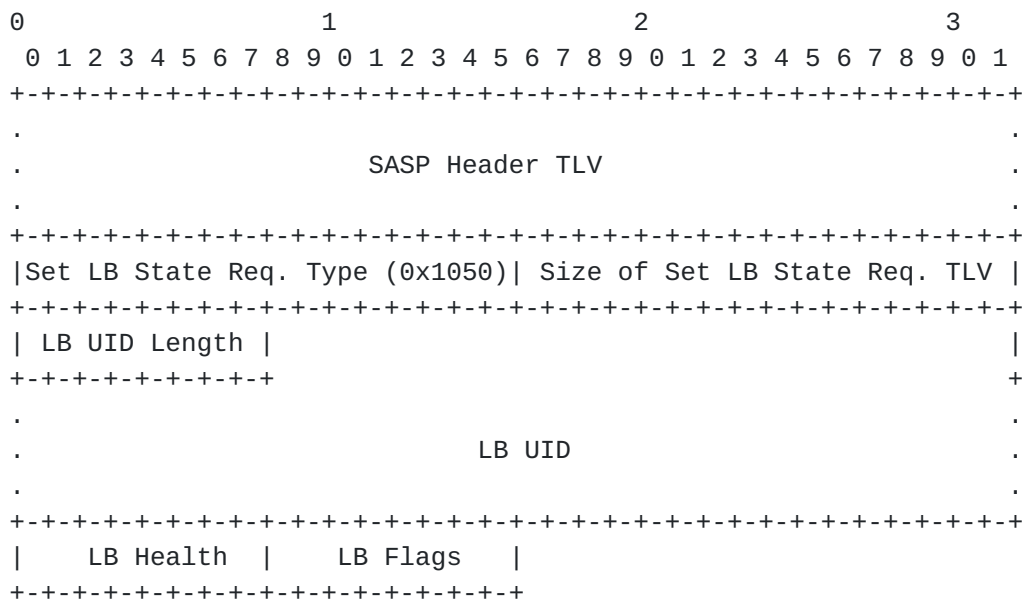 0                   1                   2                   3
 0 1 2 3 4 5 6 7 8 9 0 1 2 3 4 5 6 7 8 9 0 1 2 3 4 5 6 7 8 9 0 1
+-+-+-+-+-+-+-+-+-+-+-+-+-+-+-+-+-+-+-+-+-+-+-+-+-+-+-+-+-+-+-+-+
.                                                               .
.                      SASP Header TLV                          .
.                                                               .
+-+-+-+-+-+-+-+-+-+-+-+-+-+-+-+-+-+-+-+-+-+-+-+-+-+-+-+-+-+-+-+-+
|Set LB State Req. Type (0x1050)| Size of Set LB State Req. TLV |
+-+-+-+-+-+-+-+-+-+-+-+-+-+-+-+-+-+-+-+-+-+-+-+-+-+-+-+-+-+-+-+-+
| LB UID Length |                                               |
+-+-+-+-+-+-+-+-+                                               +
.                                                               .
.                             LB UID                            .
.                                                               .
+-+-+-+-+-+-+-+-+-+-+-+-+-+-+-+-+-+-+-+-+-+-+-+-+-+-+-+-+-+-+-+-+
|    LB Health  |    LB Flags   |
+-+-+-+-+-+-+-+-+-+-+-+-+-+-+-+-+